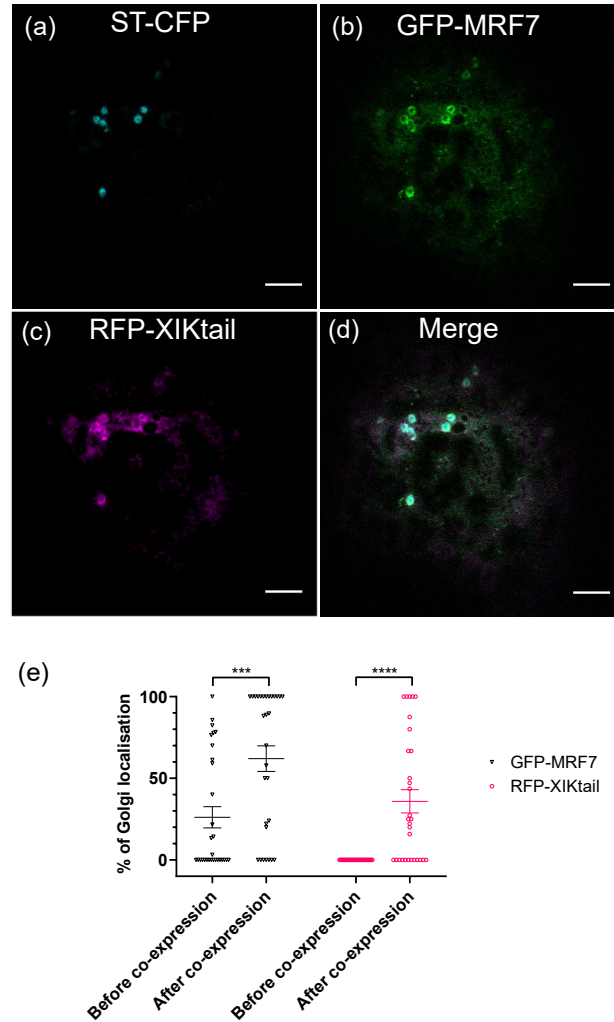 (a) ST-CFP
(b) GFP-MRF7
(c) RFP-XIKtail
(d) Merge
(e)
*** ****
% of Golgi localisation
100
50
0
GFP-MRF7
RFP-XIKtail
Before co-expression
After co-expression
Before co-expression
After co-expression